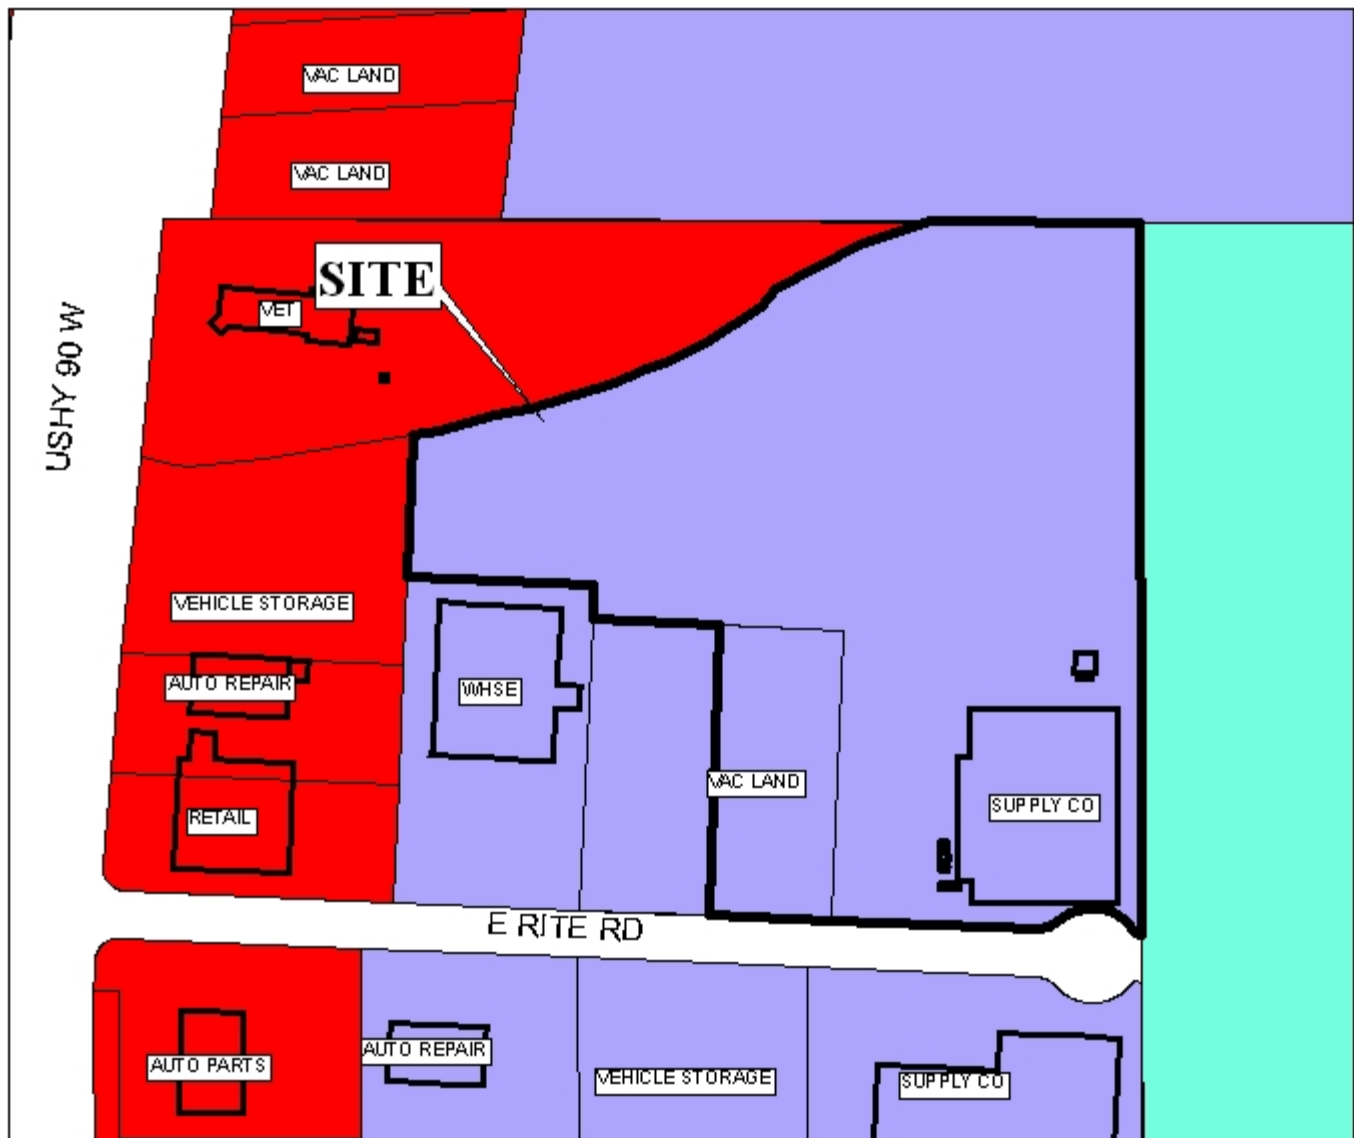 VAC LAND
VAC LAND
SITE
VET
USHY 90 W
VEHICLE STORAGE
AUTO REPAIR
WHSE
VAC LAND
SUPPLY CO
RETAIL
E RITE RD
AUTO PARTS
AUTO REPAIR
VEHICLE STORAGE
SUPPLY CO